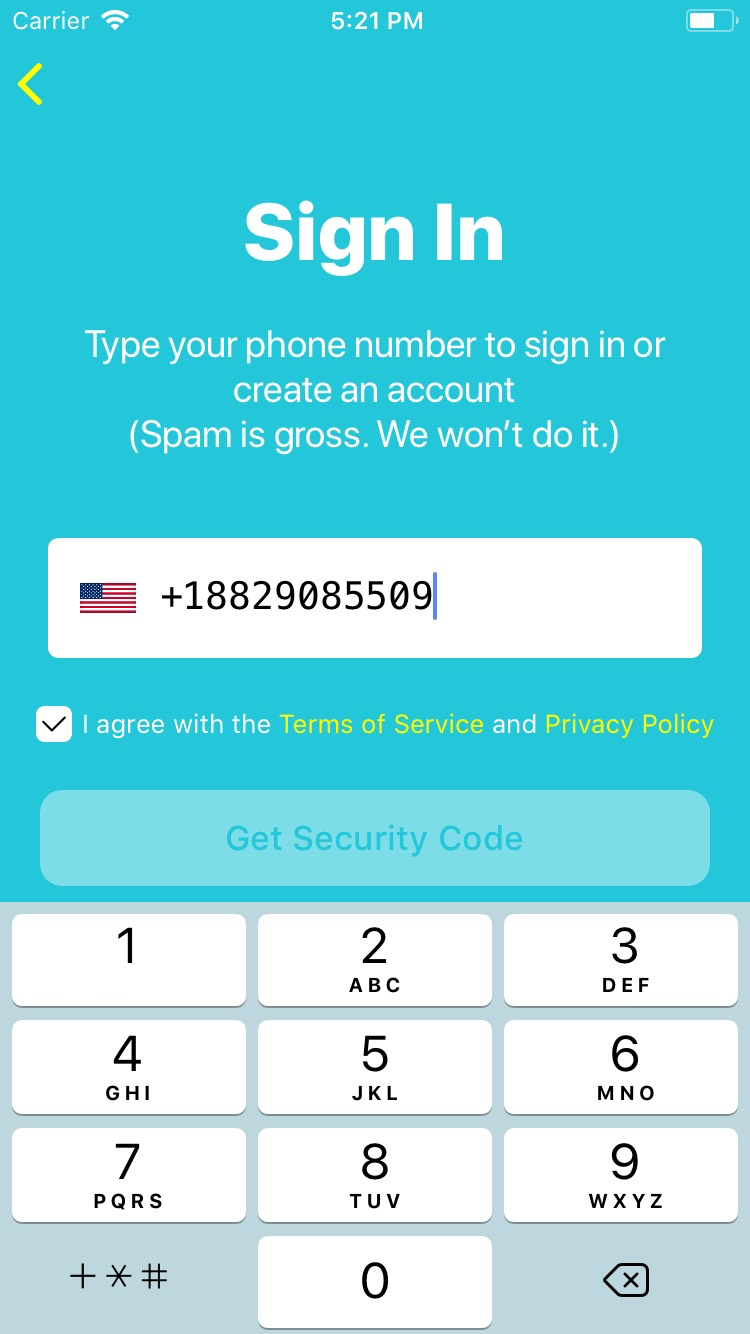 Carrier 5:21 PM
Sign In
Type your phone number to sign in or
create an account
(Spam is gross. We won’t do it.)
+18829085509
I agree with the Terms of Service and Privacy Policy
Get Security Code
1 2 3
ABC DEF
4 5 6
GHI JKL MNO
7 8 9
PQRS TUV WXYZ
+ * # 0